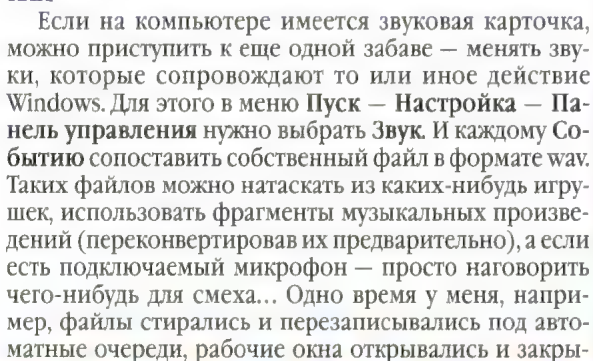 Если на компьютере имеется звуковая карточка,
можно приступить к еще одной забаве — менять зву-
ки, которые сопровождают то или иное действие
Windows. Для этого в меню Пуск — Настройка — Па-
нель управления нужно выбрать Звук. И каждому Со-
бытию сопоставить собственный файл в формате wav.
Таких файлов можно натаскать из каких-нибудь игру-
шек, использовать фрагменты музыкальных произве-
дений (переконвертировав их предварительно), а если
есть подключаемый микрофон — просто наговорить
чего-нибудь для смеха... Одно время у меня, напри-
мер, файлы стирались и перезаписывались под авто-
матные очереди, рабочие окна открывались и закры-